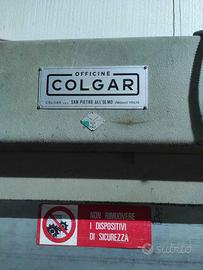 OFFICINE
COLGAR
COLGAR s.p.a. SAN PIETRO ALL'OLMO (Milano) ITALIA
NON RIMUOVERE
I DISPOSITIVI
DI SICUREZZA
subito